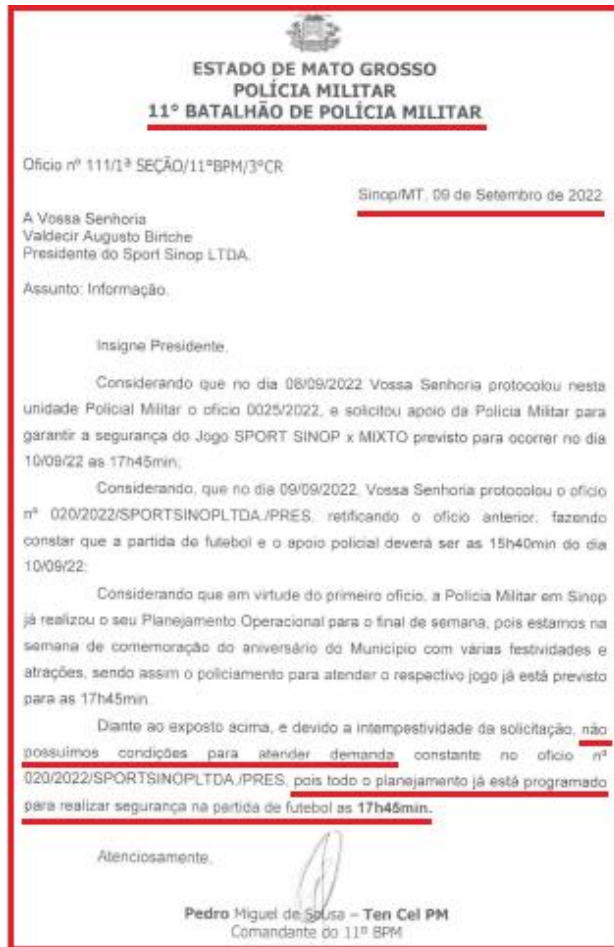 ESTADO DE MATO GROSSO
POLÍCIA MILITAR
11° BATALHÃO DE POLÍCIA MILITAR
Ofício nº 111/1ª SEÇÃO/11ºBPM/3ºCR
Sinop/MT, 09 de Setembro de 2022
A Vossa Senhoria
Valdecir Augusto Birtche
Presidente do Sport Sinop LTDA.
Assunto: Informação.
Insigne Presidente,
Considerando que no dia 08/09/2022 Vossa Senhoria protocolou nesta
unidade Policial Militar o oficio 0025/2022, e solicitou apoio da Policia Militar para
garantir a segurança do Jogo SPORT SINOP x MIXTO previsto para ocorrer no dia
10/09/22 as 17h45min;
Considerando, que no dia 09/09/2022, Vossa Senhoria protocolou o oficio
nº 020/2022/SPORTSINOPLTDA./PRES, retificando o oficio anterior, fazendo
constar que a partida de futebol e o apoio policial deverá ser as 15h40min do dia
10/09/22;
Considerando que em virtude do primeiro oficio, a Policia Militar em Sinop
já realizou o seu Planejamento Operacional para o final de semana, pois estamos na
semana de comemoração do aniversário do Município com várias festividades e
atrações, sendo assim o policiamento para atender o respectivo jogo já está previsto
para as 17h45min.
Diante ao exposto acima, e devido a intempestividade da solicitação, não
possuímos condições para atender demanda constante no oficio nº
020/2022/SPORTSINOPLTDA./PRES, pois todo o planejamento já está programado
para realizar segurança na partida de futebol as 17h45min.
Atenciosamente,
Pedro Miguel de Sousa – Ten Cel PM
Comandante do 11º BPM